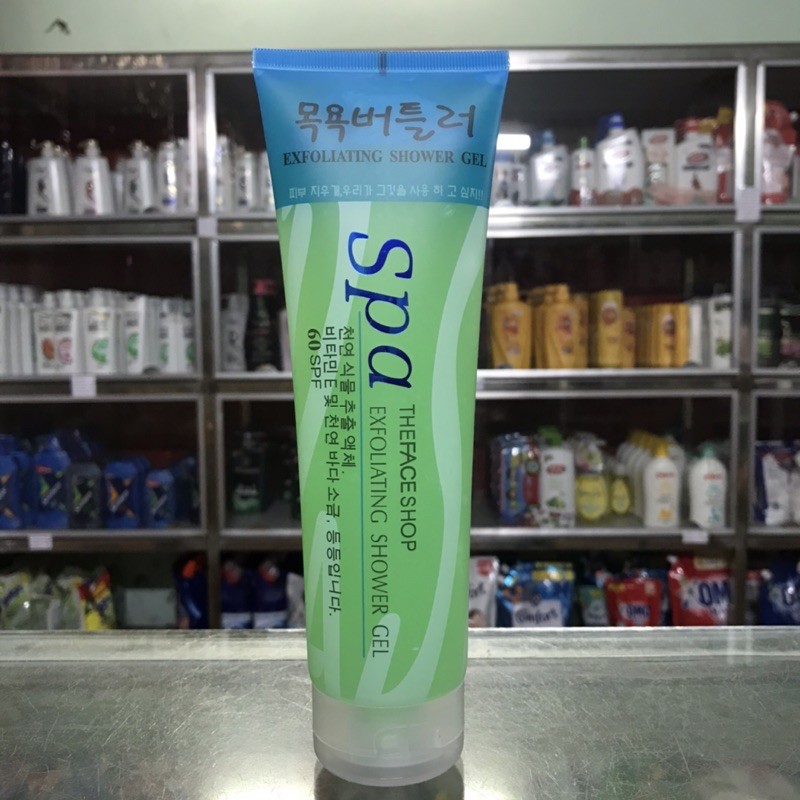 목욕버틀러
EXFOLIATING SHOWER GEL
피부 지우개,우리가 그것을 사용 하 고 심지!!
Spa
THEFACESHOP
EXFOLIATING SHOWER GEL
천연 식물 추출 액체.
비타민 E 및 천연 바다 소금, 등등입니다.
60 SPF